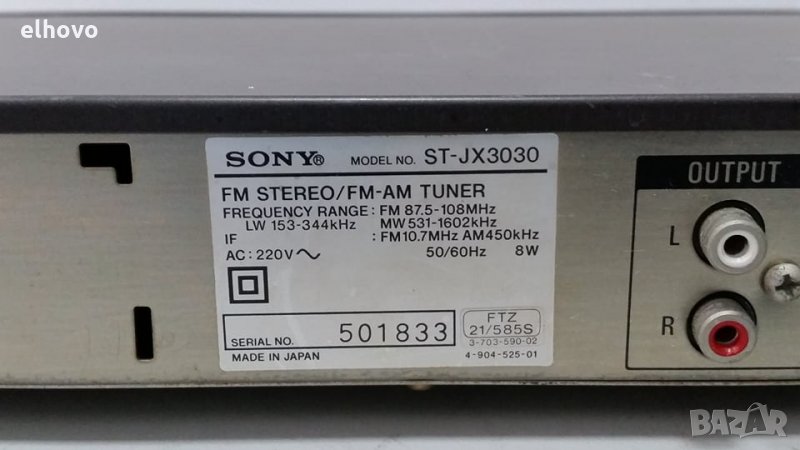 elhovo
SONY® MODEL NO. ST-JX3030
FM STEREO/FM-AM TUNER
FREQUENCY RANGE : FM 87.5-108MHz
LW 153-344kHz MW 531-1602kHz
IF : FM10.7MHz AM450kHz
AC: 220V〜 50/60Hz 8W
SERIAL NO. 501833
FTZ
21/585S
3-703-590-02
MADE IN JAPAN 4-904-525-01
OUTPUT
L
R
BAZAR